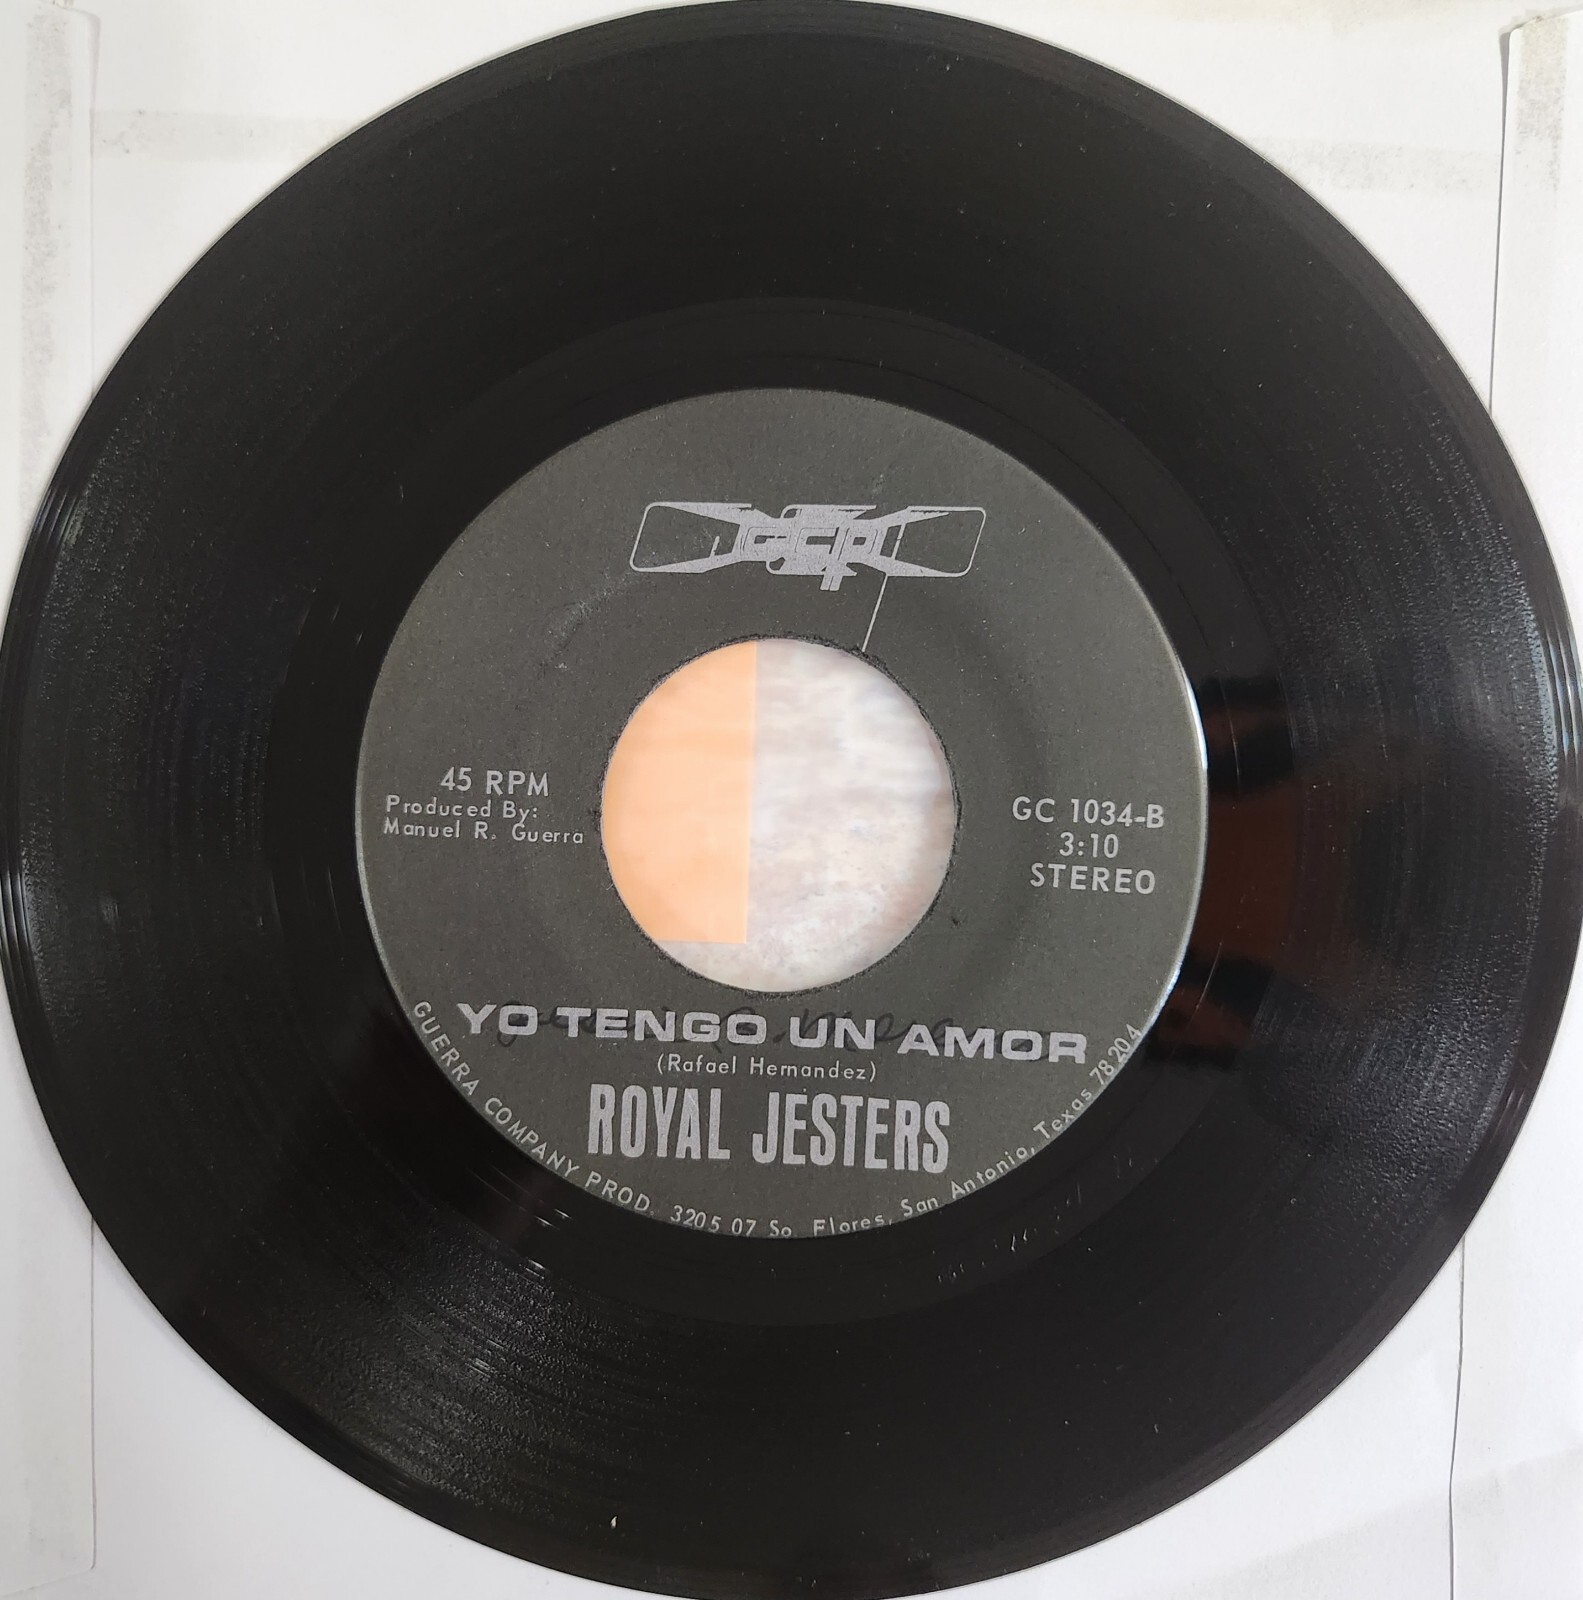 GCP
45 RPM
Produced By:
Manuel R. Guerra
GC 1034-B
3:10
STEREO
YO TENGO UN AMOR
(Rafael Hernandez)
ROYAL JESTERS
GUERRA COMPANY PROD. 3205 07 So. Flores, San Antonio, Texas 78204